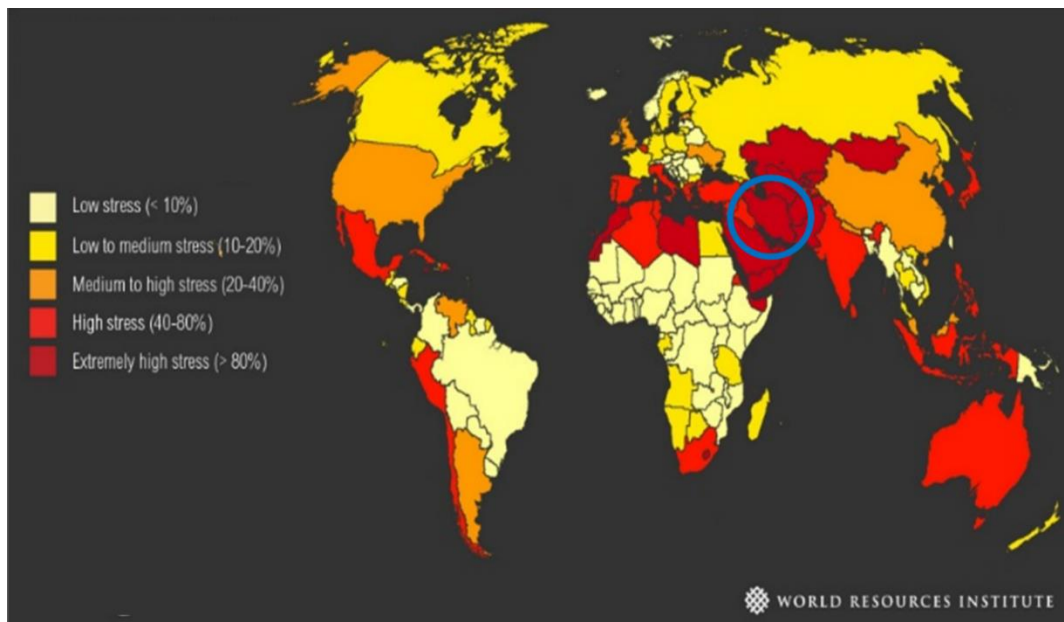 Low stress (< 10%)
Low to medium stress (10-20%)
Medium to high stress (20-40%)
High stress (40-80%)
Extremely high stress (> 80%)
WORLD RESOURCES INSTITUTE